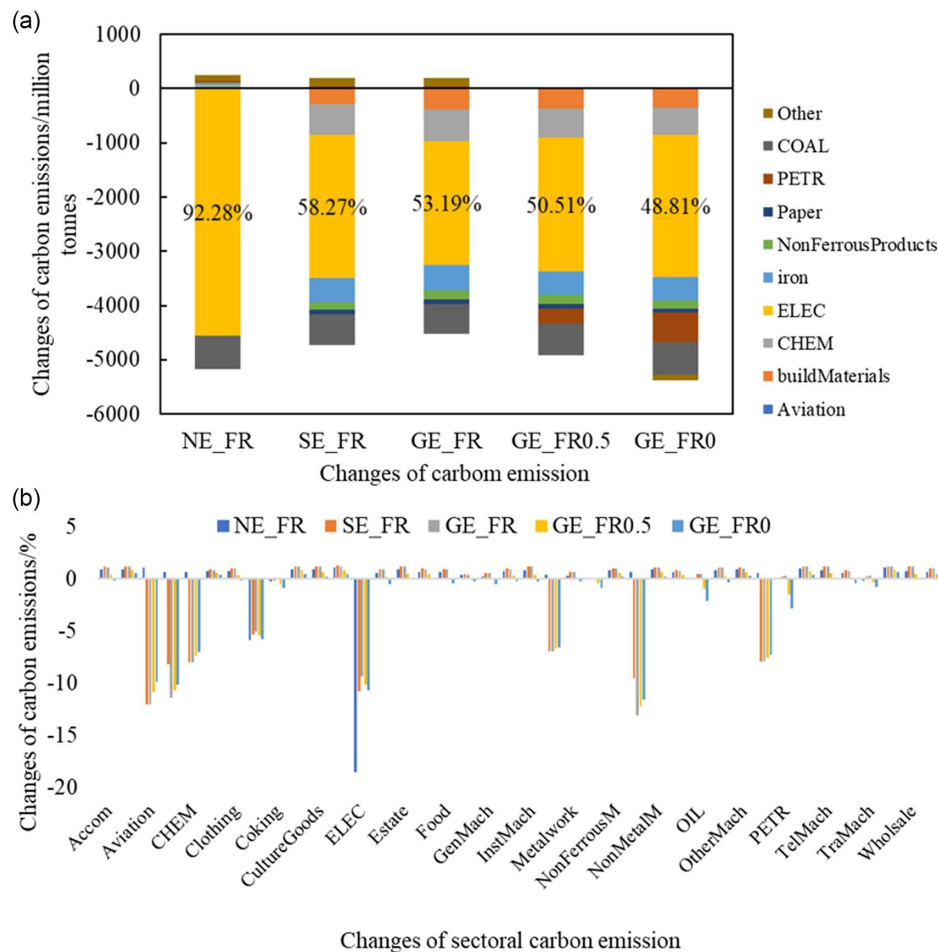 (a)
1000
0
-1000
-2000
-3000
-4000
-5000
-6000
Changes of carbon emissions/million
tonnes
92.28%
58.27%
53.19%
50.51%
48.81%
NE_FR
SE_FR
GE_FR
GE_FR0.5
GE_FR0
Changes of carbom emission
Other
COAL
PETR
Paper
NonFerrousProducts
iron
ELEC
CHEM
buildMaterials
Aviation
(b)
5
0
-5
-10
-15
-20
Changes of carbon emissions/%
NE_FR
SE_FR
GE_FR
GE_FR0.5
GE_FR0
Accom
Aviation
CHEM
Clothing
Coking
CultureGoods
ELEC
Estate
Food
GenMach
InstMach
Metalwork
NonFerrousM
NonMetalM
OIL
OtherMach
PETR
TelMach
TraMach
Wholsale
Changes of sectoral carbon emission